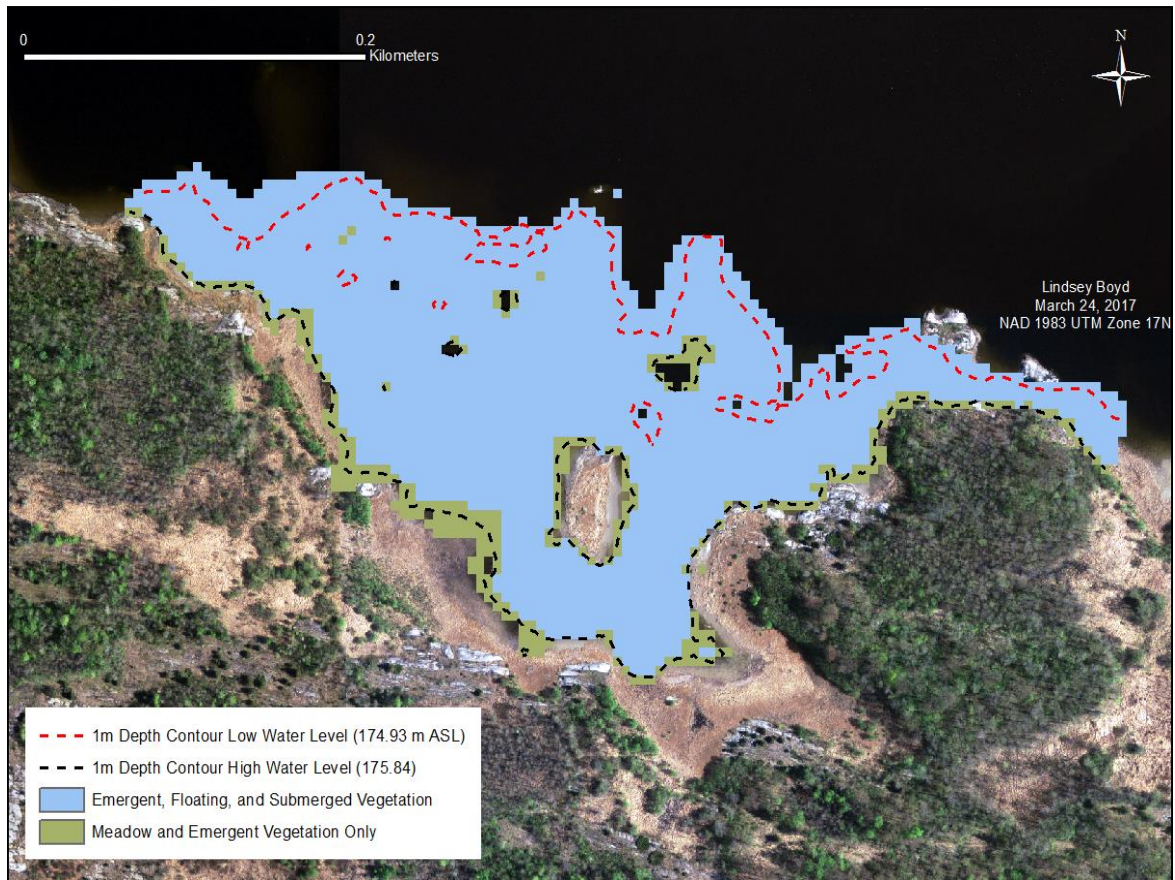 0 0.2
Kilometers
N
Lindsey Boyd
March 24, 2017
NAD 1983 UTM Zone 17N
1m Depth Contour Low Water Level (174.93 m ASL)
1m Depth Contour High Water Level (175.84)
Emergent, Floating, and Submerged Vegetation
Meadow and Emergent Vegetation Only